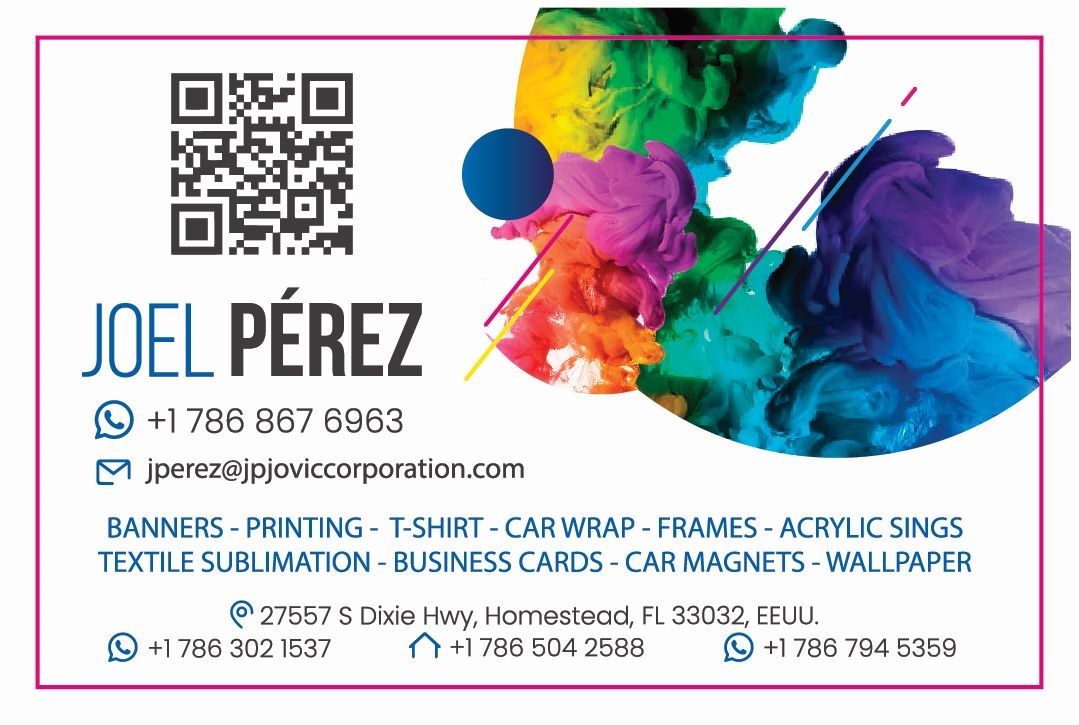 JOEL PÉREZ
+1 786 867 6963
jperez@jpjoviccorporation.com
BANNERS - PRINTING - T-SHIRT - CAR WRAP - FRAMES - ACRYLIC SINGS
TEXTILE SUBLIMATION - BUSINESS CARDS - CAR MAGNETS - WALLPAPER
27557 S Dixie Hwy, Homestead, FL 33032, EEUU.
+1 786 302 1537 +1 786 504 2588 +1 786 794 5359